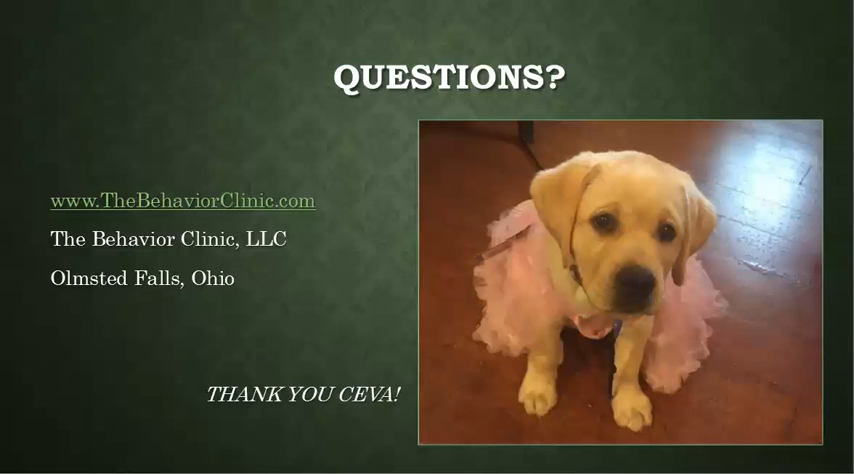 QUESTIONS?
www.TheBehaviorClinic.com
The Behavior Clinic, LLC
Olmsted Falls, Ohio
THANK YOU CEVA!